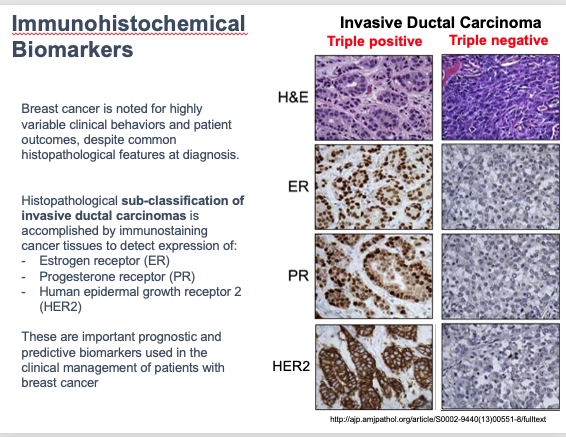 Immunohistochemical
Biomarkers
Breast cancer is noted for highly
variable clinical behaviors and patient
outcomes, despite common
histopathological features at diagnosis.
Histopathological sub-classification of
invasive ductal carcinomas is
accomplished by immunostaining
cancer tissues to detect expression of:
- Estrogen receptor (ER)
- Progesterone receptor (PR)
- Human epidermal growth receptor 2
(HER2)
These are important prognostic and
predictive biomarkers used in the
clinical management of patients with
breast cancer
Invasive Ductal Carcinoma
Triple positive Triple negative
H&E
ER
PR
HER2
http://ajp.amjpathol.org/article/S0002-9440(13)00551-8/fulltext